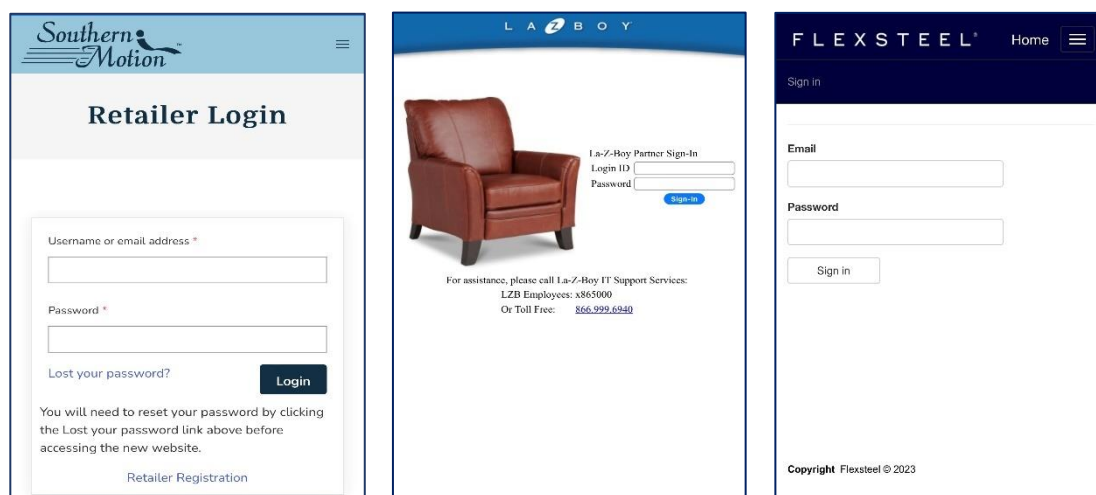 Southern
Motion™
Retailer Login
Username or email address *
Password *
Lost your password?
Login
You will need to reset your password by clicking
the Lost your password link above before
accessing the new website.
Retailer Registration
LA Z BOY
La-Z-Boy Partner Sign-In
Login ID
Password
Sign-In
For assistance, please call La-Z-Boy IT Support Services:
LZB Employees: x865000
Or Toll Free: 866.999.6940
FLEXSTEEL® Home
Sign in
Email
Password
Sign in
Copyright Flexsteel © 2023